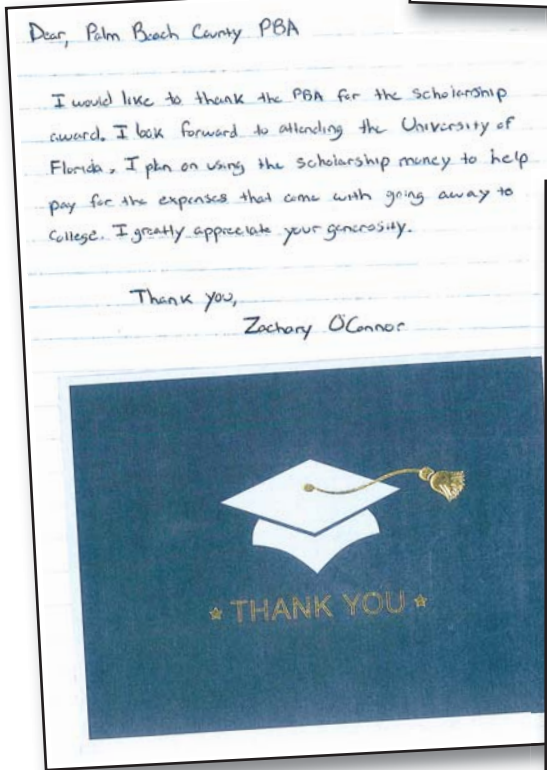 Dear, Palm Beach County PBA
I would like to thank the PBA for the scholarship
award. I look forward to attending the University of
Florida, I plan on using the scholarship money to help
pay for the expenses that come with going away to
College. I greatly appreciate your generosity.
Thank you,
Zachary O'Connor
THANK YOU